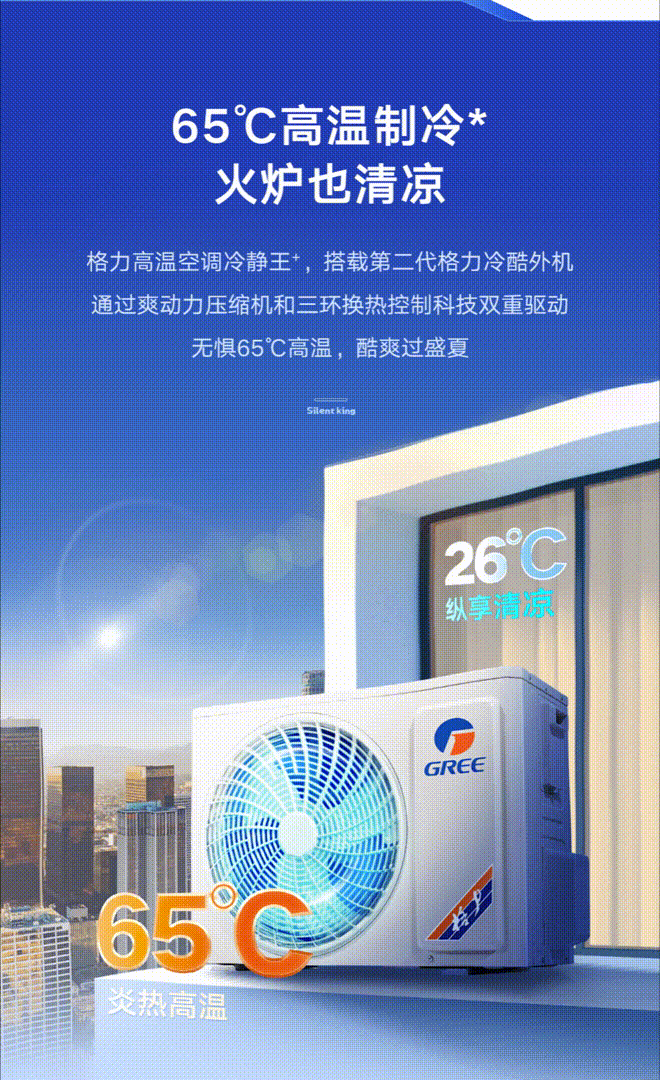 65℃高温制冷*
火炉也清凉
格力高温空调冷静王⁺，搭载第二代格力冷酷外机
通过爽动力压缩机和三环换热控制科技双重驱动
无惧65℃高温，酷爽过盛夏
Silent king
26℃
纵享清凉
GREE
格力
65℃
炎热高温